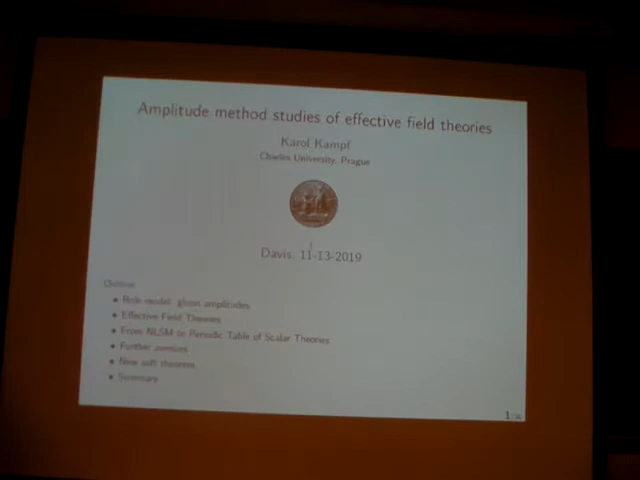 Amplitude method studies of effective field theories
Karol Kampf
Charles University, Prague
Davis, 11-13-2019
Outline
• Role model: gluon amplitudes
• Effective Field Theories
• From NLSM to Periodic Table of Scalar Theories
• Further avenues
• New soft theorems
• Summary
1/